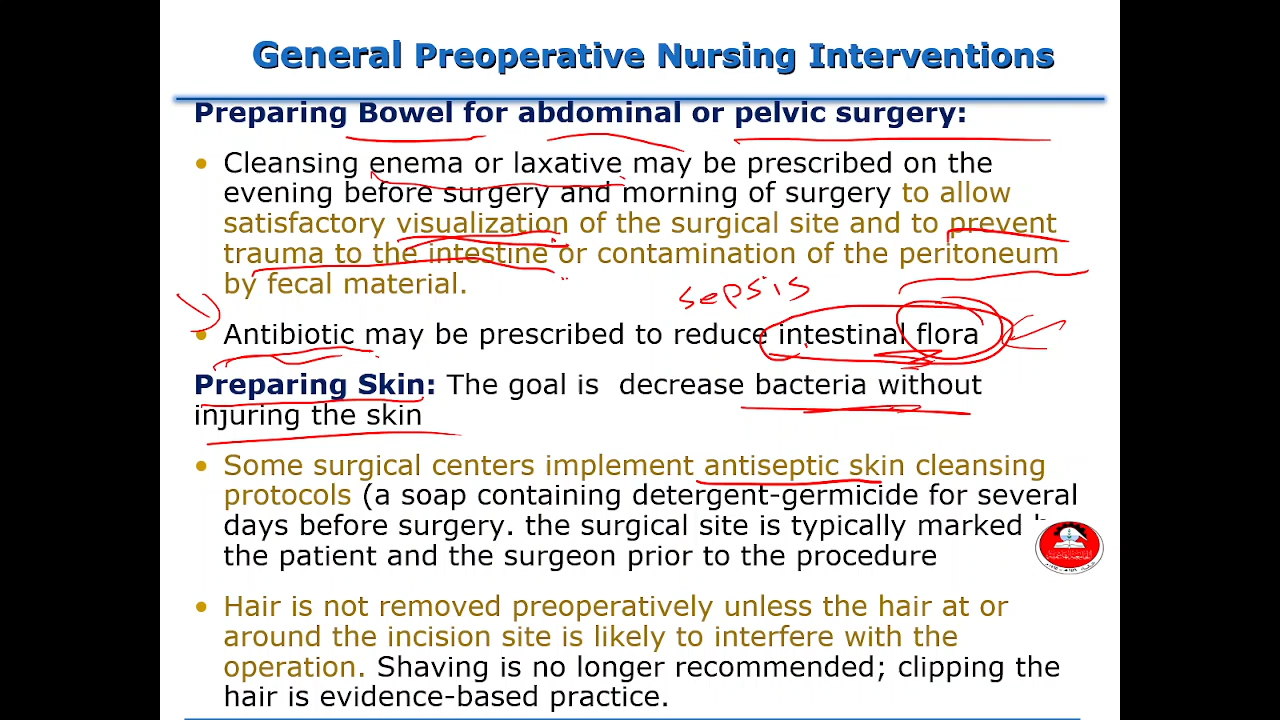 General Preoperative Nursing Interventions
Preparing Bowel for abdominal or pelvic surgery:
• Cleansing enema or laxative may be prescribed on the
evening before surgery and morning of surgery to allow
satisfactory visualization of the surgical site and to prevent
trauma to the intestine or contamination of the peritoneum
by fecal material.
sepsis
• Antibiotic may be prescribed to reduce intestinal flora
Preparing Skin: The goal is decrease bacteria without
injuring the skin
• Some surgical centers implement antiseptic skin cleansing
protocols (a soap containing detergent-germicide for several
days before surgery. the surgical site is typically marked
the patient and the surgeon prior to the procedure
• Hair is not removed preoperatively unless the hair at or
around the incision site is likely to interfere with the
operation. Shaving is no longer recommended; clipping the
hair is evidence-based practice.